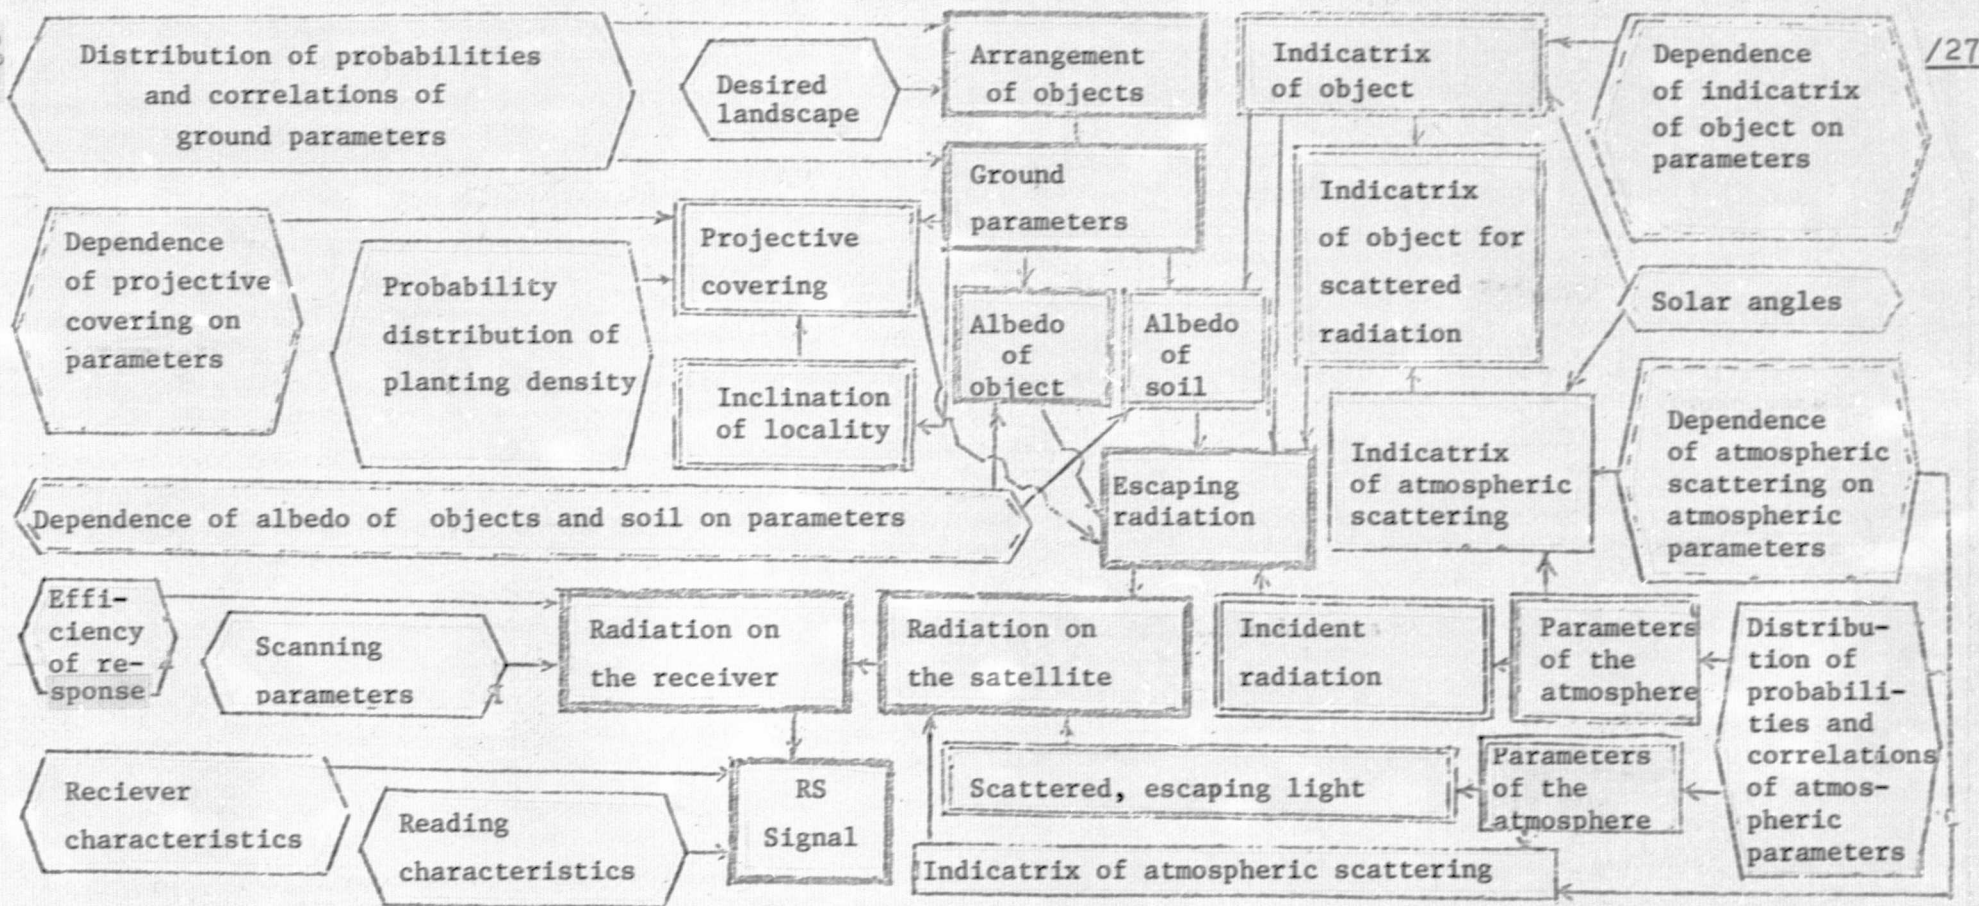 Distribution of probabilities
and correlations of
ground parameters
Desired
landscape
Arrangement
of objects
Indicatrix
of object
Dependence
of indicatrix
of object on
parameters
/27
Ground
parameters
Indicatrix
of object for
scattered
radiation
Dependence
of projective
covering on
parameters
Probability
distribution of
planting density
Projective
covering
Inclination
of locality
Albedo
of
object
Albedo
of
soil
Solar angles
Dependence of albedo of objects and soil on parameters
Escaping
radiation
Indicatrix
of atmospheric
scattering
Dependence
of atmospheric
scattering on
atmospheric
parameters
Effi-
ciency
of re-
sponse
Scanning
parameters
Radiation on
the receiver
Radiation on
the satellite
Incident
radiation
Parameters
of the
atmosphere
Distribu-
tion of
probabili-
ties and
correlations
of atmos-
pheric
parameters
Reciever
characteristics
Reading
characteristics
RS
Signal
Scattered, escaping light
Parameters
of the
atmosphere
Indicatrix of atmospheric scattering